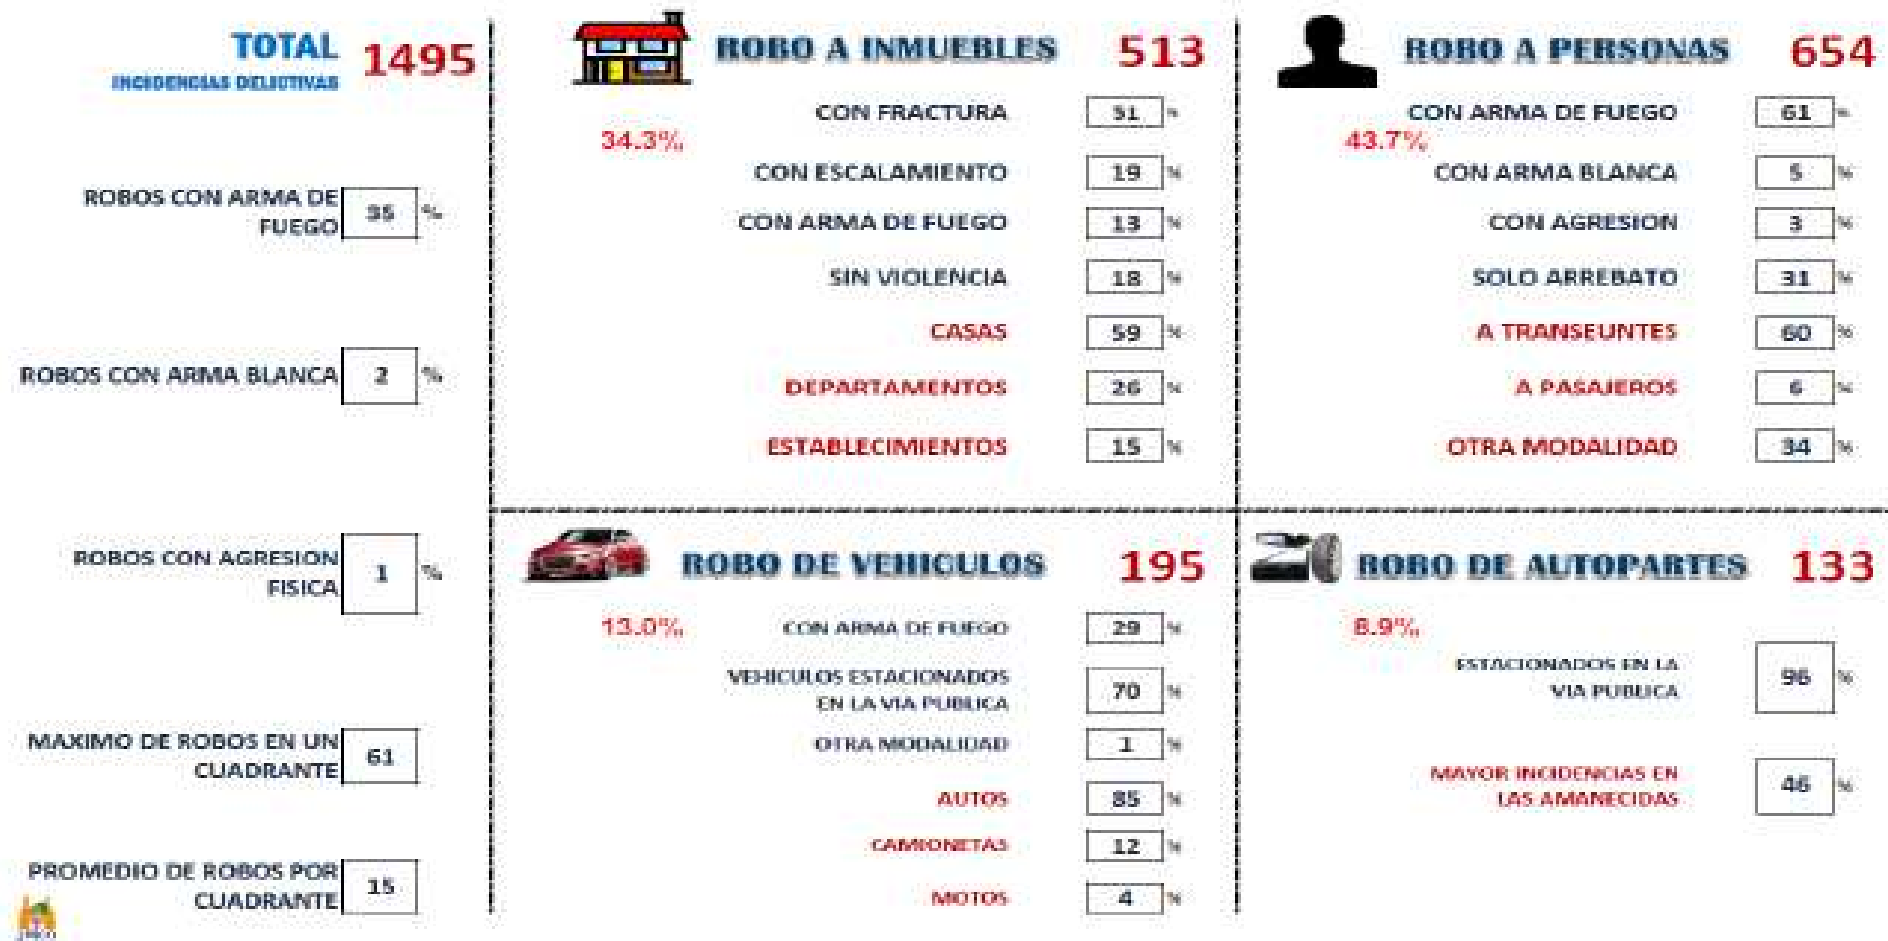 TOTAL 1495
INCIDENCIAS DELICTIVAS
ROBOS CON ARMA DE
FUEGO 35 %
ROBOS CON ARMA BLANCA 2 %
ROBOS CON AGRESION
FISICA 1 %
MAXIMO DE ROBOS EN UN
CUADRANTE 61
PROMEDIO DE ROBOS POR
CUADRANTE 15
ROBO A INMUEBLES 513
34.3%
CON FRACTURA 51 %
CON ESCALAMIENTO 19 %
CON ARMA DE FUEGO 13 %
SIN VIOLENCIA 18 %
CASAS 59 %
DEPARTAMENTOS 26 %
ESTABLECIMIENTOS 15 %
ROBO A PERSONAS 654
43.7%
CON ARMA DE FUEGO 61 %
CON ARMA BLANCA 5 %
CON AGRESION 3 %
SOLO ARREBATO 31 %
A TRANSEUNTES 60 %
A PASAJEROS 6 %
OTRA MODALIDAD 34 %
ROBO DE VEHICULOS 195
13.0%
CON ARMA DE FUEGO 29 %
VEHICULOS ESTACIONADOS
EN LA VIA PUBLICA 70 %
OTRA MODALIDAD 1 %
AUTOS 85 %
CAMIONETAS 12 %
MOTOS 4 %
ROBO DE AUTOPARTES 133
8.9%
ESTACIONADOS EN LA
VIA PUBLICA 96 %
MAYOR INCIDENCIAS EN
LAS AMANECIDAS 46 %